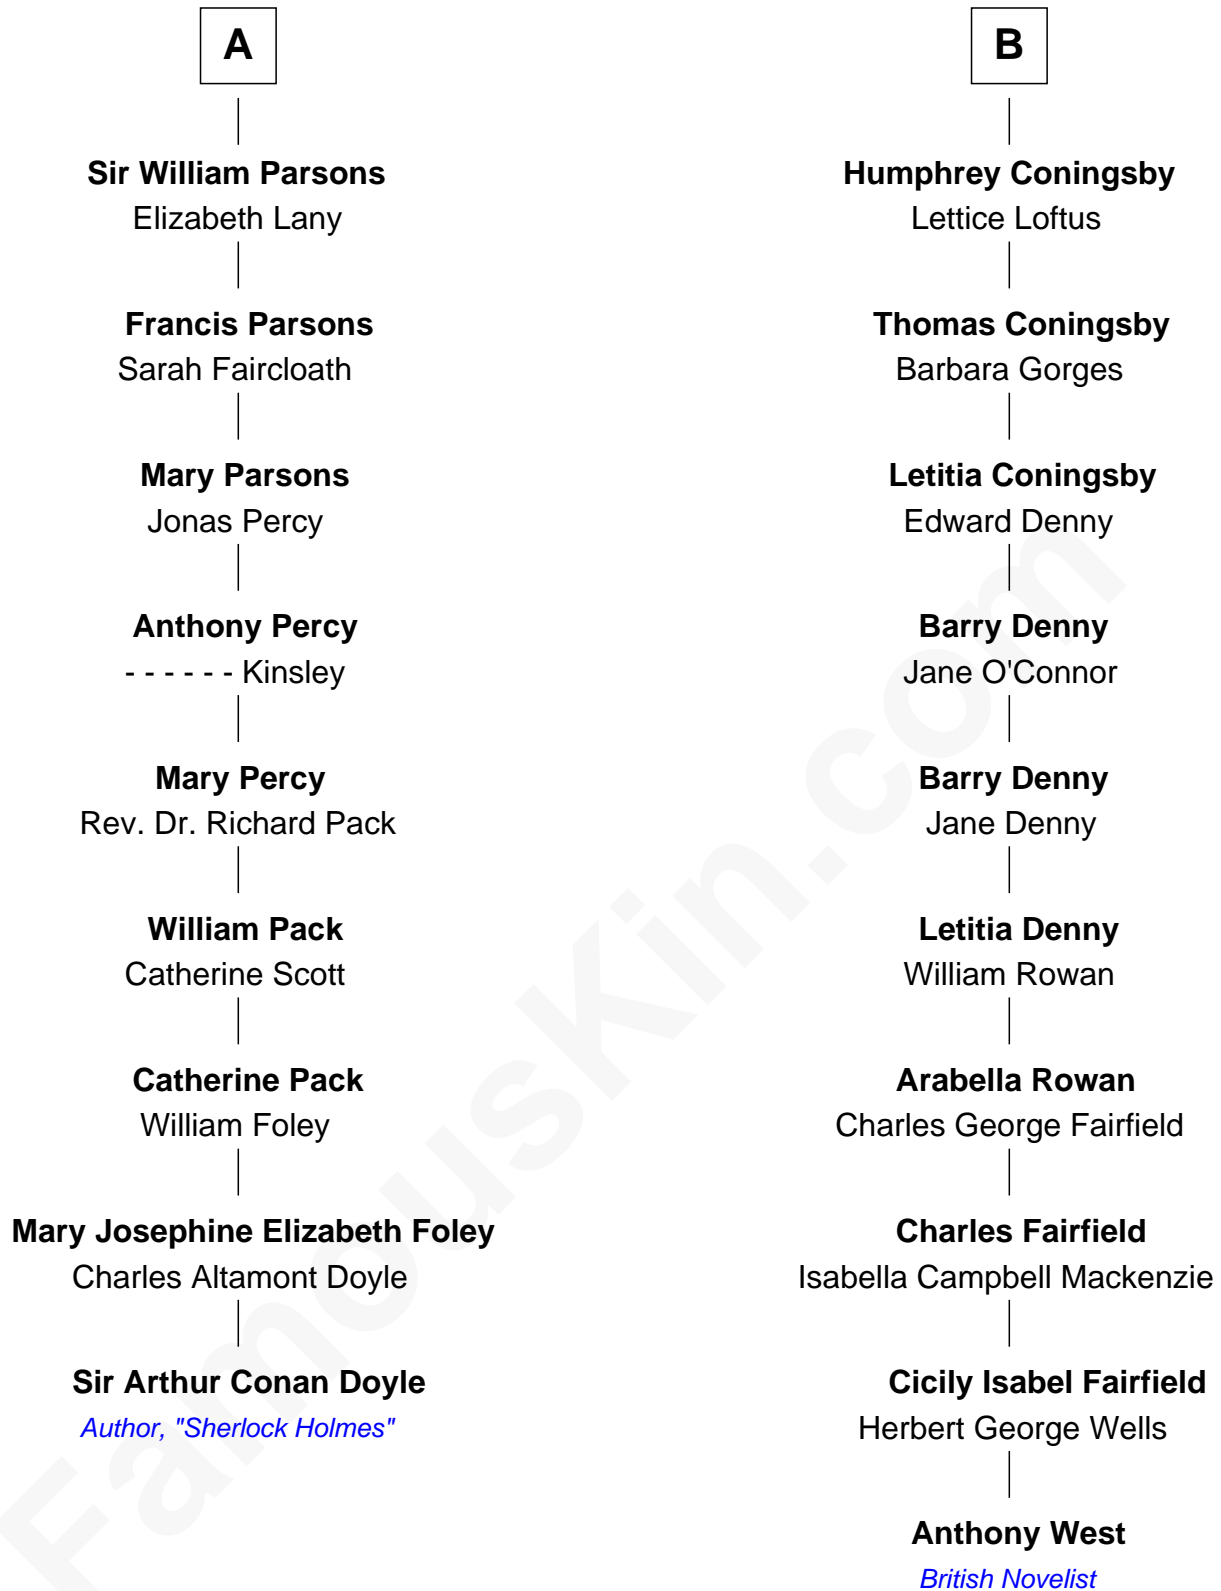 A
Sir William Parsons
Elizabeth Lany
Francis Parsons
Sarah Faircloath
Mary Parsons
Jonas Percy
Anthony Percy
- - - - - - Kinsley
Mary Percy
Rev. Dr. Richard Pack
William Pack
Catherine Scott
Catherine Pack
William Foley
Mary Josephine Elizabeth Foley
Charles Altamont Doyle
Sir Arthur Conan Doyle
Author, "Sherlock Holmes"
B
Humphrey Coningsby
Lettice Loftus
Thomas Coningsby
Barbara Gorges
Letitia Coningsby
Edward Denny
Barry Denny
Jane O'Connor
Barry Denny
Jane Denny
Letitia Denny
William Rowan
Arabella Rowan
Charles George Fairfield
Charles Fairfield
Isabella Campbell Mackenzie
Cicily Isabel Fairfield
Herbert George Wells
Anthony West
British Novelist
FamousKin.com